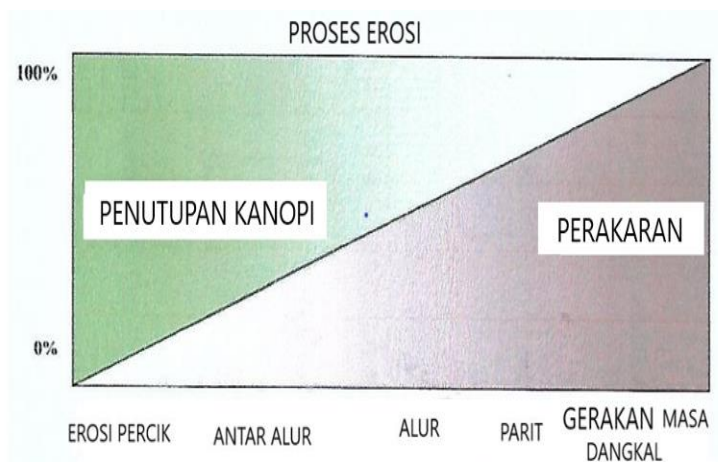 PROSES EROSI
100%
PENUTUPAN KANOPI
PERAKARAN
0%
EROSI PERCIK
ANTAR ALUR
ALUR
PARIT
GERAKAN MASA
DANGKAL